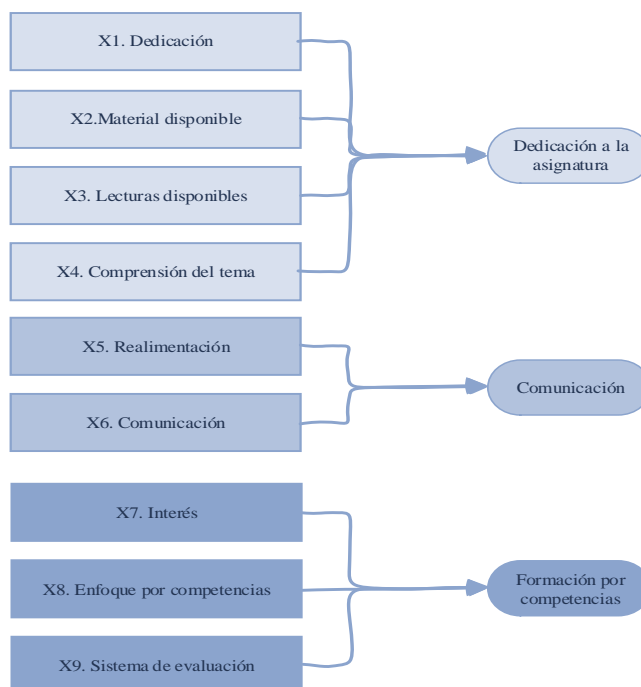 X1. Dedicación
X2.Material disponible
X3. Lecturas disponibles
X4. Comprensión del tema
Dedicación a la
asignatura
X5. Realimentación
X6. Comunicación
Comunicación
X7. Interés
X8. Enfoque por competencias
X9. Sistema de evaluación
Formación por
competencias